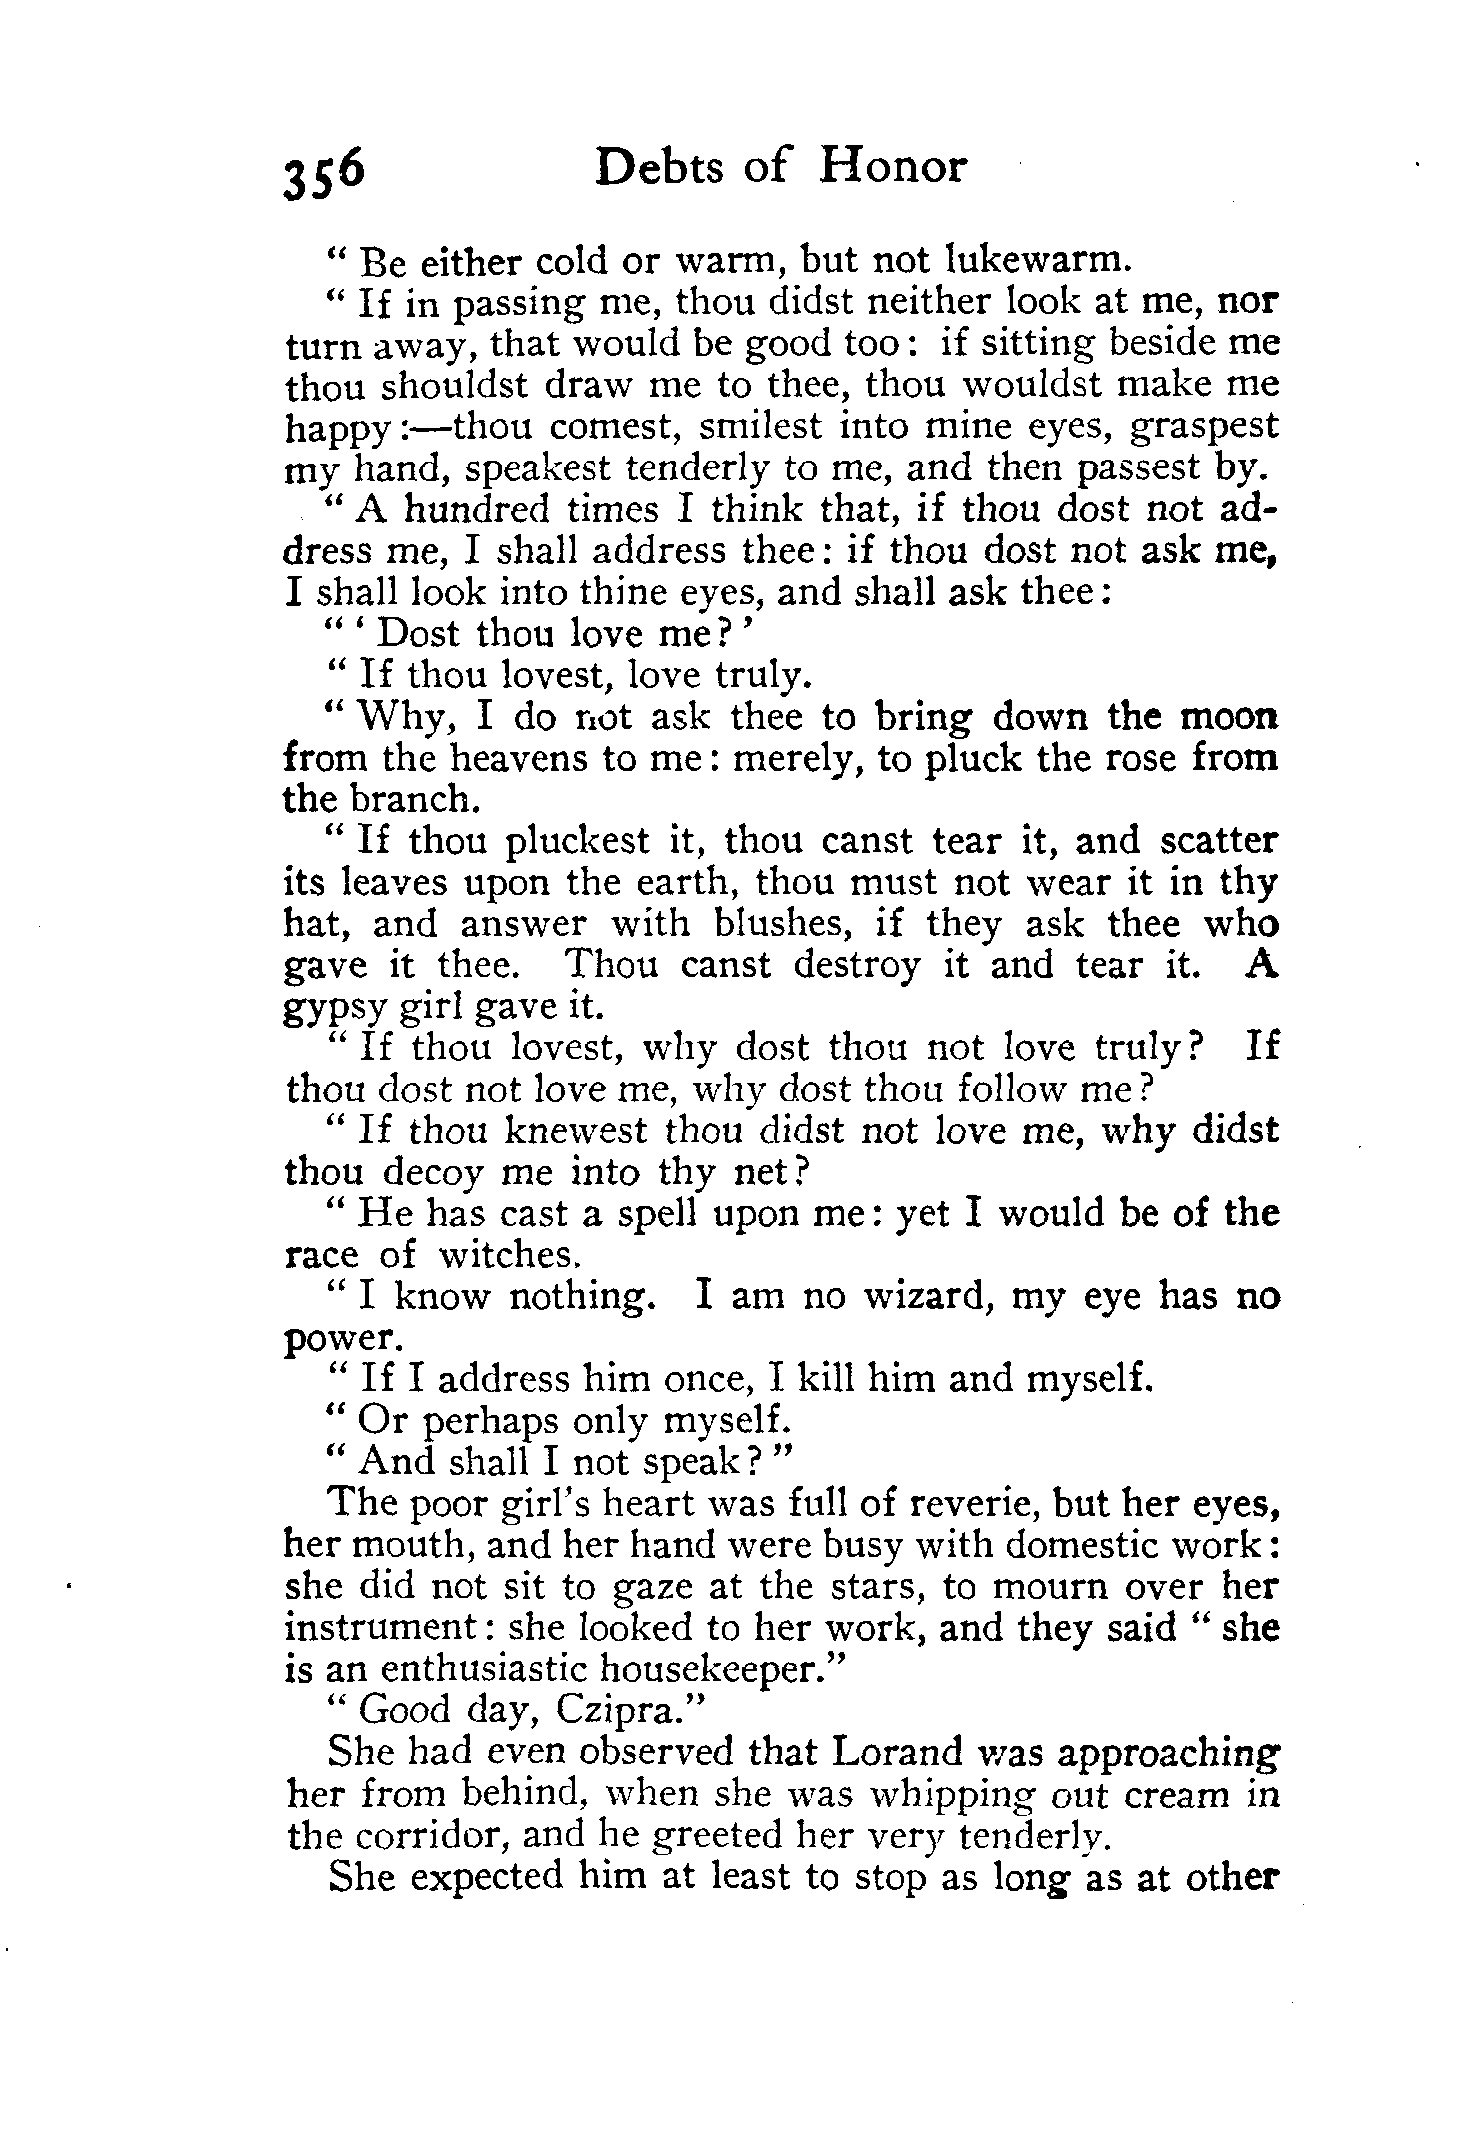 356 Debts of Honor
“ Be either cold or warm, but not lukewarm.
“ If in passing me, thou didst neither look at me, nor
turn away, that would be good too : if sitting beside me
thou shouldst draw me to thee, thou wouldst make me
happy :—thou comest, smilest into mine eyes, graspest
my hand, speakest tenderly to me, and then passest by.
“ A hundred times I think that, if thou dost not ad-
dress me, I shall address thee : if thou dost not ask me,
I shall look into thine eyes, and shall ask thee :
“ ‘ Dost thou love me ? ’
“ If thou lovest, love truly.
“ Why, I do not ask thee to bring down the moon
from the heavens to me : merely, to pluck the rose from
the branch.
“ If thou pluckest it, thou canst tear it, and scatter
its leaves upon the earth, thou must not wear it in thy
hat, and answer with blushes, if they ask thee who
gave it thee. Thou canst destroy it and tear it. A
gypsy girl gave it.
“ If thou lovest, why dost thou not love truly ? If
thou dost not love me, why dost thou follow me ?
“ If thou knewest thou didst not love me, why didst
thou decoy me into thy net ?
“ He has cast a spell upon me : yet I would be of the
race of witches.
“ I know nothing. I am no wizard, my eye has no
power.
“ If I address him once, I kill him and myself.
“ Or perhaps only myself.
“ And shall I not speak ? ”
The poor girl’s heart was full of reverie, but her eyes,
her mouth, and her hand were busy with domestic work :
she did not sit to gaze at the stars, to mourn over her
instrument : she looked to her work, and they said “ she
is an enthusiastic housekeeper.”
“ Good day, Czipra.”
She had even observed that Lorand was approaching
her from behind, when she was whipping out cream in
the corridor, and he greeted her very tenderly.
She expected him at least to stop as long as at other